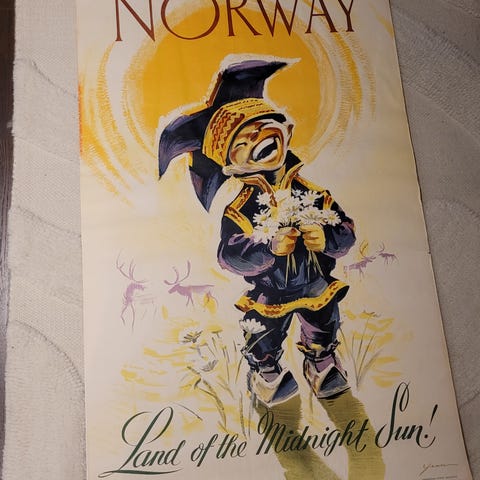 NORWAY
Land of the Midnight Sun!